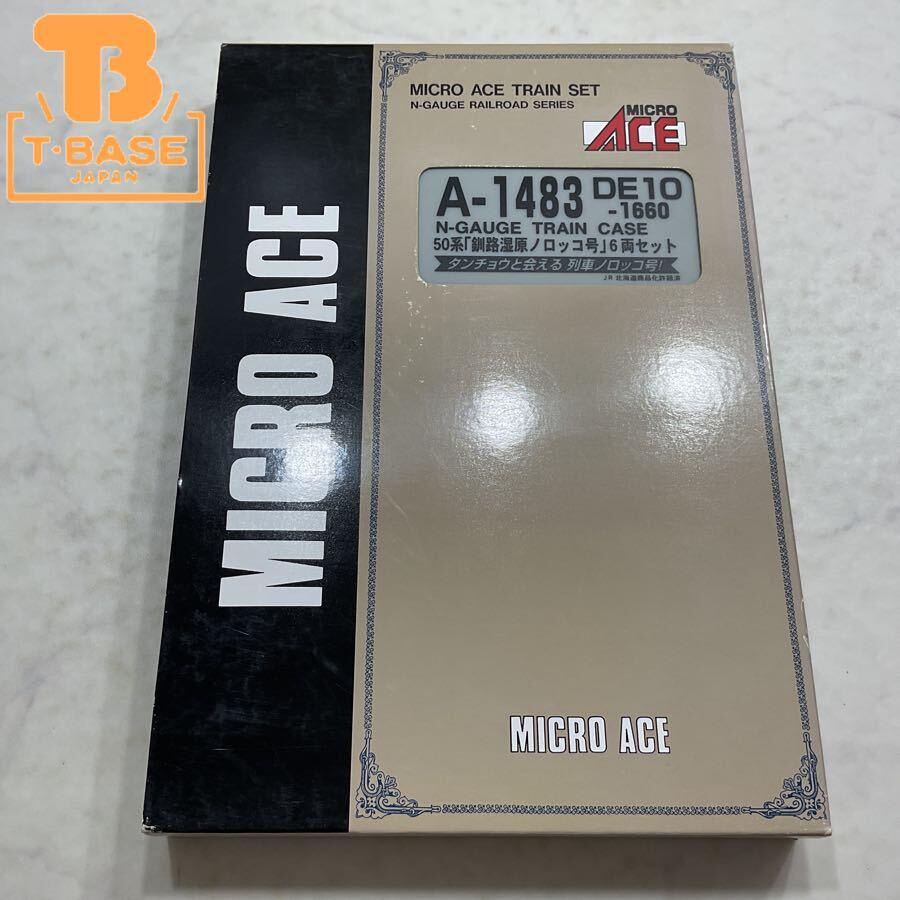 B
T·BASE
JAPAN
MICRO ACE
MICRO ACE TRAIN SET
N-GAUGE RAILROAD SERIES
MICRO
ACE
A-1483 DE10
-1660
N-GAUGE TRAIN CASE
50系「釧路湿原ノロッコ号」6両セット
タンチョウと会える 列車ノロッコ号!
JR北海道商品化許諾済
MICRO ACE